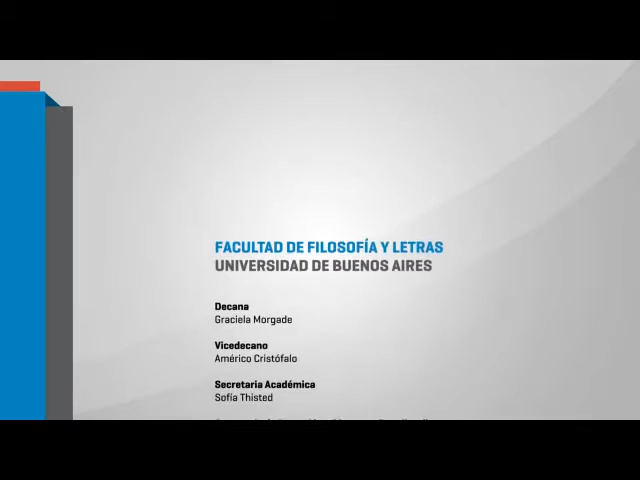 FACULTAD DE FILOSOFÍA Y LETRAS
UNIVERSIDAD DE BUENOS AIRES
Decana
Graciela Morgade
Vicedecano
Américo Cristófalo
Secretaria Académica
Sofía Thisted